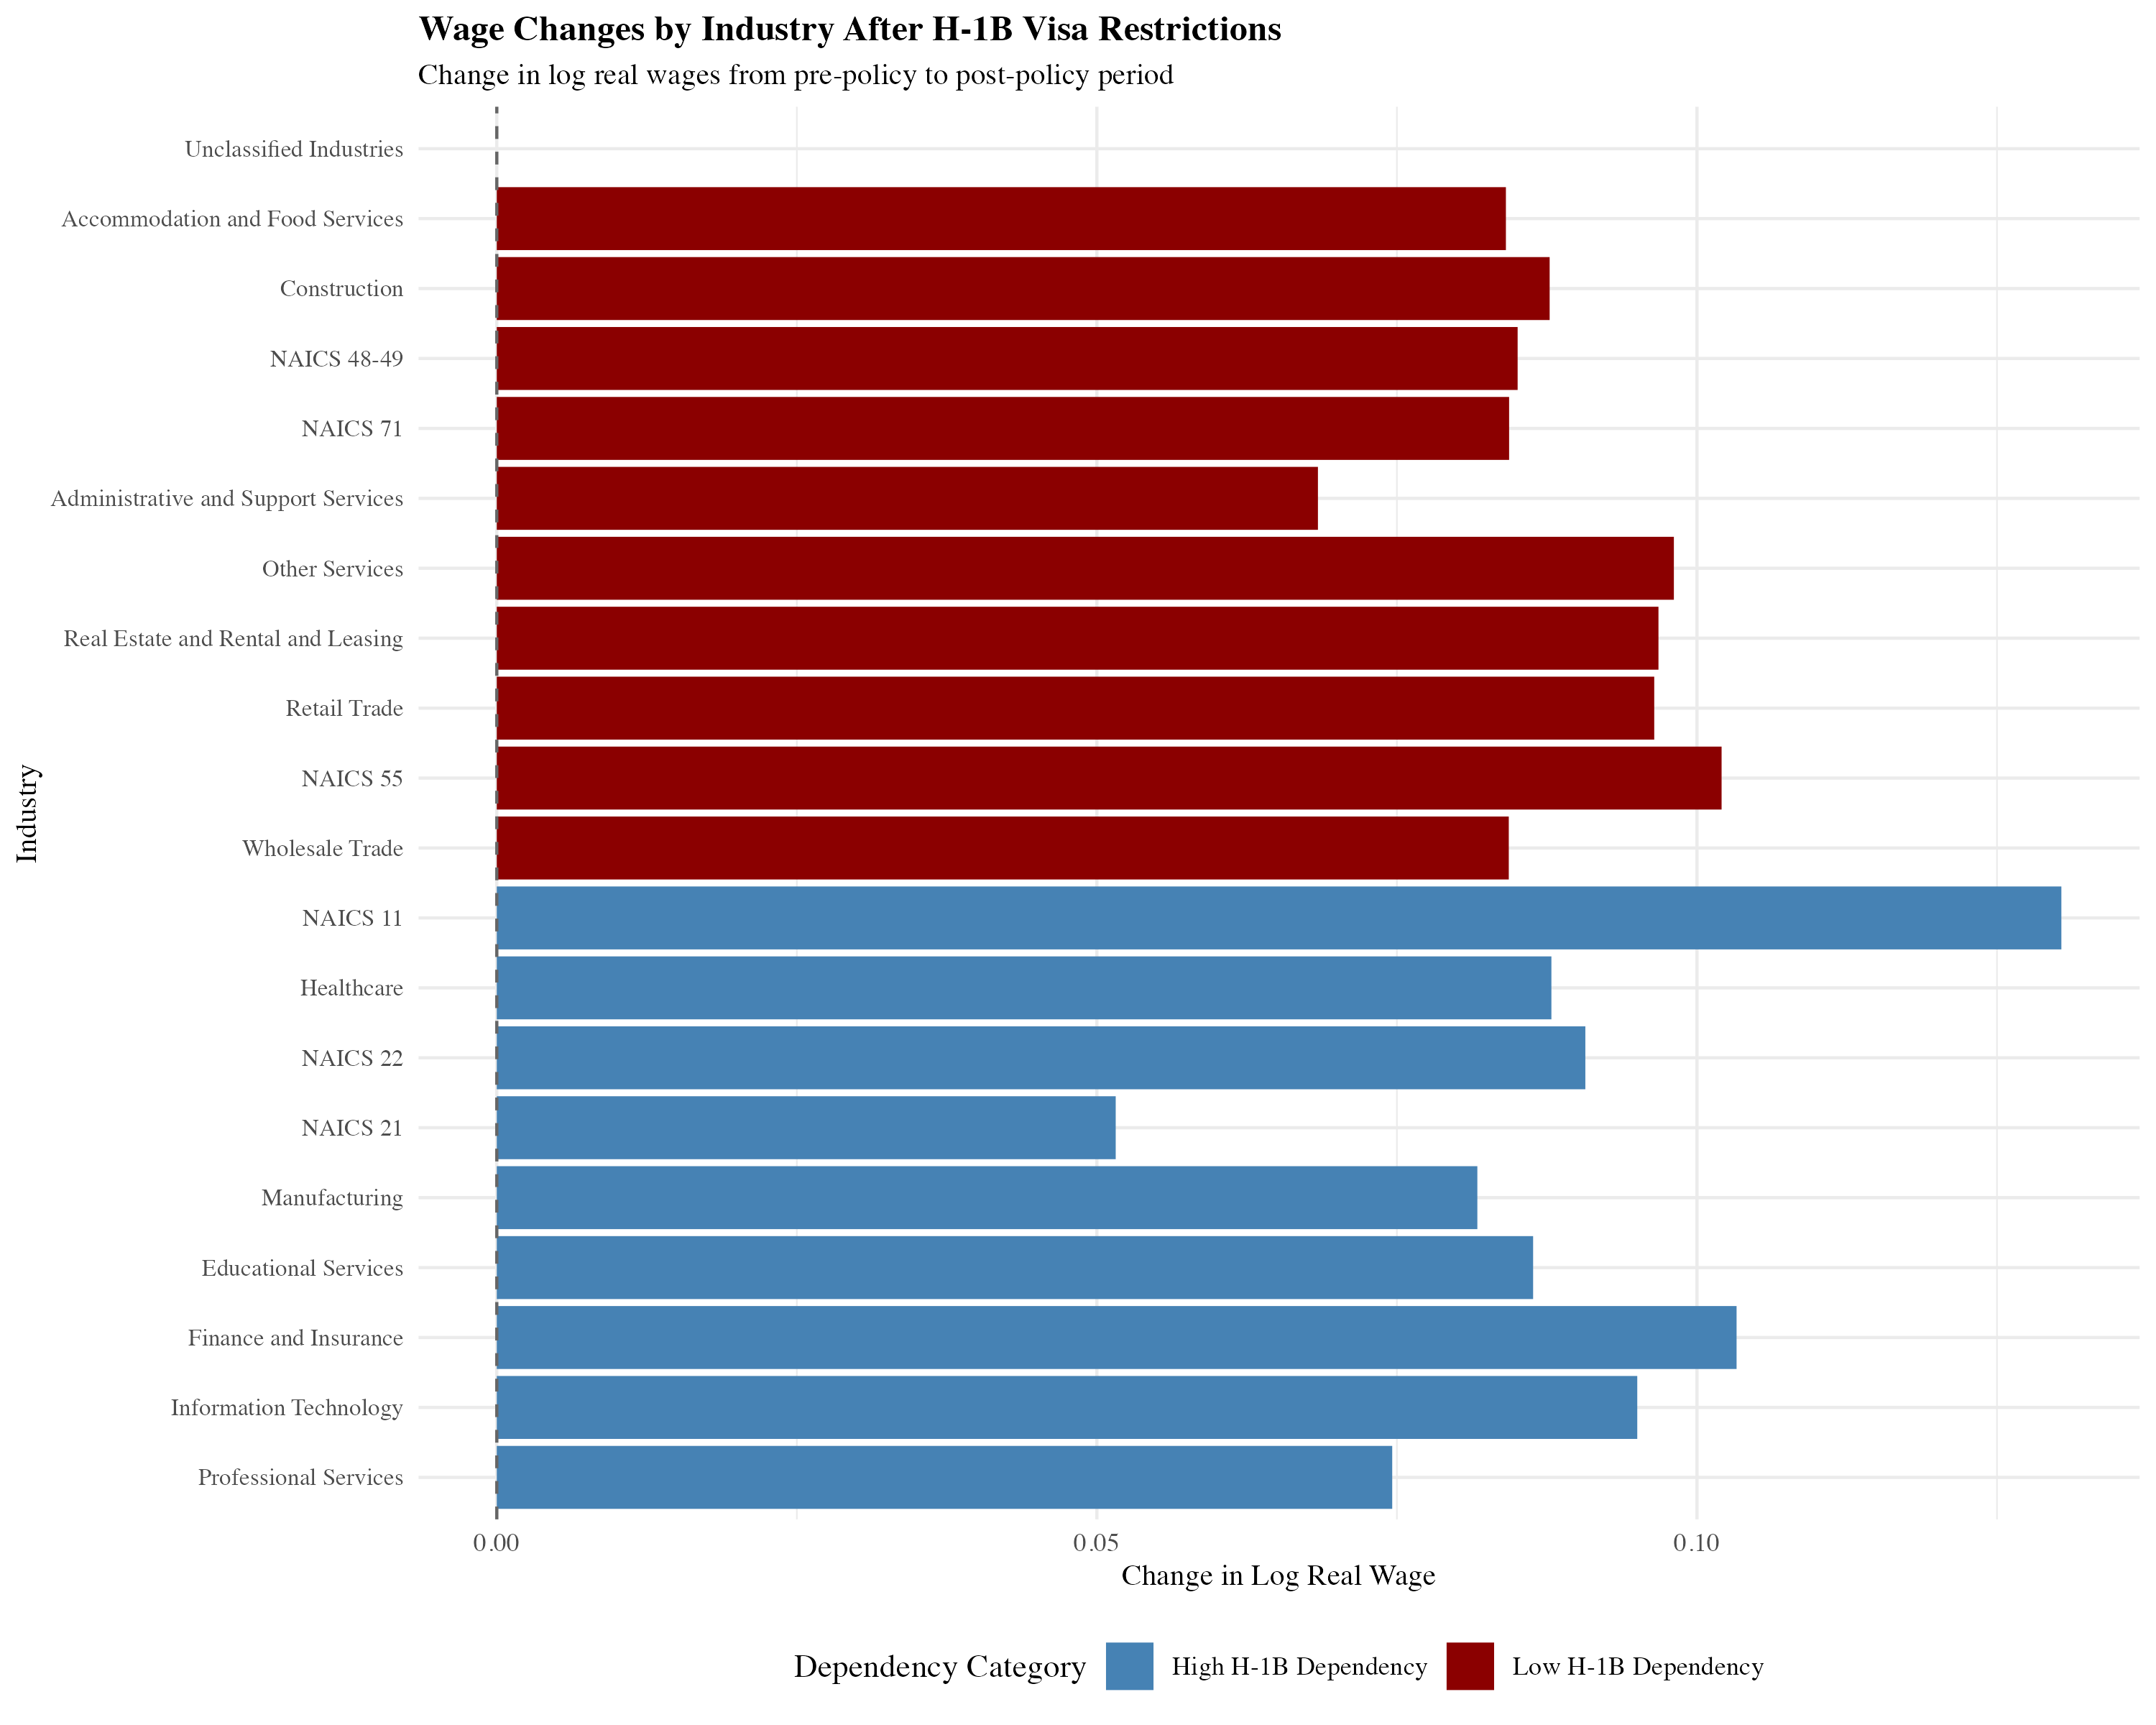 Wage Changes by Industry After H-1B Visa Restrictions
Change in log real wages from pre-policy to post-policy period
Industry
Unclassified Industries
Accommodation and Food Services
Construction
NAICS 48-49
NAICS 71
Administrative and Support Services
Other Services
Real Estate and Rental and Leasing
Retail Trade
NAICS 55
Wholesale Trade
NAICS 11
Healthcare
NAICS 22
NAICS 21
Manufacturing
Educational Services
Finance and Insurance
Information Technology
Professional Services
0.00 0.05 0.10
Change in Log Real Wage
Dependency Category High H-1B Dependency Low H-1B Dependency